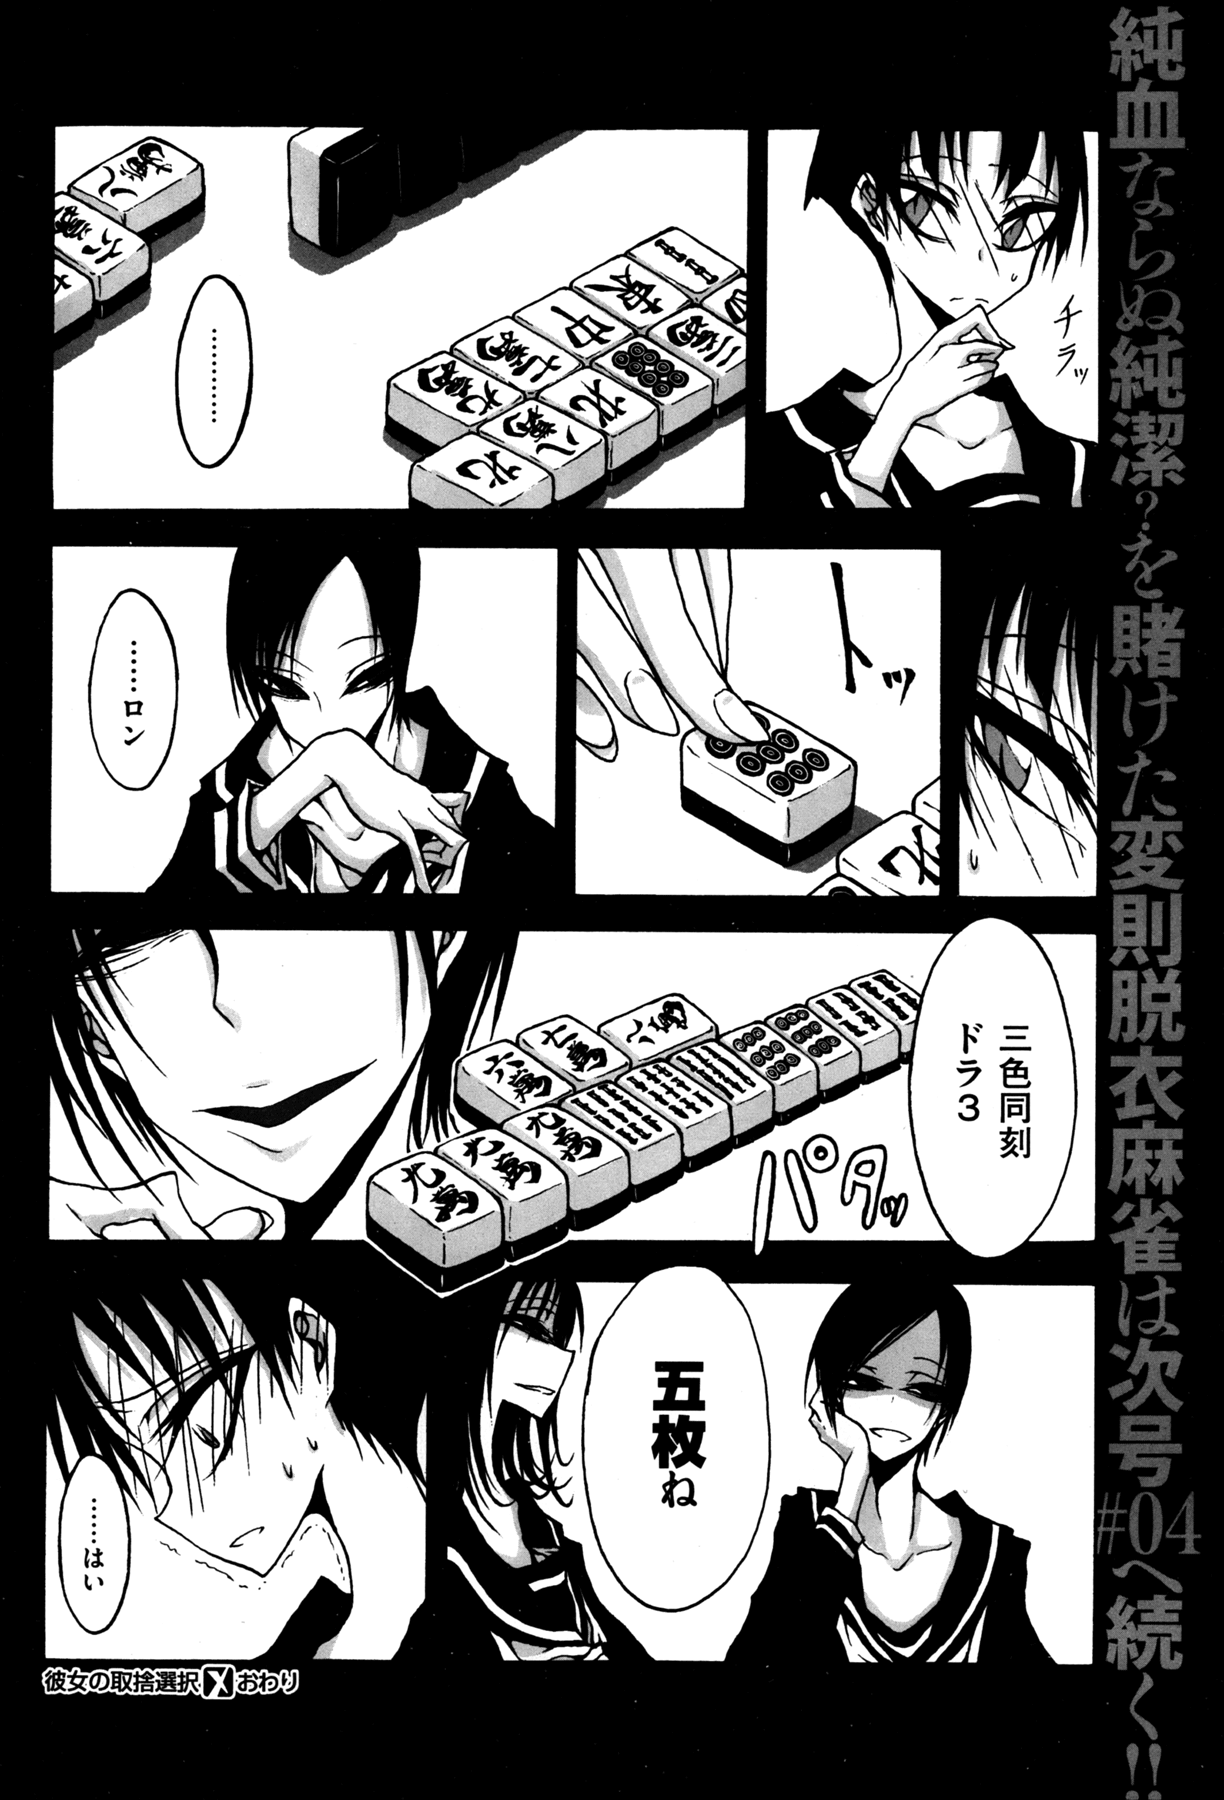 チラッ
…………
トッ
……ロン
三色同刻
ドラ3
パタッ
五枚ね
……はい
彼女の取捨選択Xおわり
純血ならぬ純潔?を賭けた変則脱衣麻雀は次号#04へ続く!!